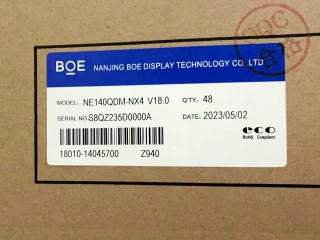 BOE NANJING BOE DISPLAY TECHNOLOGY CO.,LTD
MODEL: NE140QDM-NX4 V18.0 Q'TY: 48
SERIAL NO: S8QZ235D0000A DATE: 2023/05/02
eco
RoHS Compliant
18010-14045700 Z940